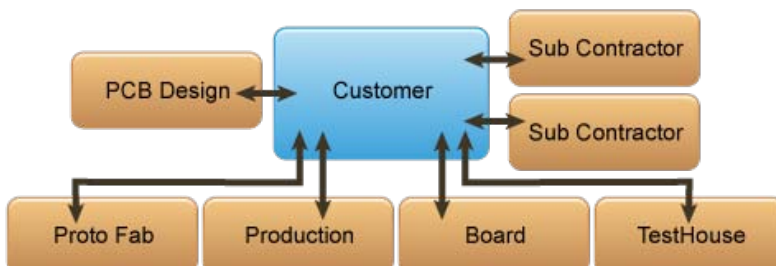 Sub Contractor
PCB Design
Customer
Sub Contractor
Proto Fab
Production
Board
TestHouse